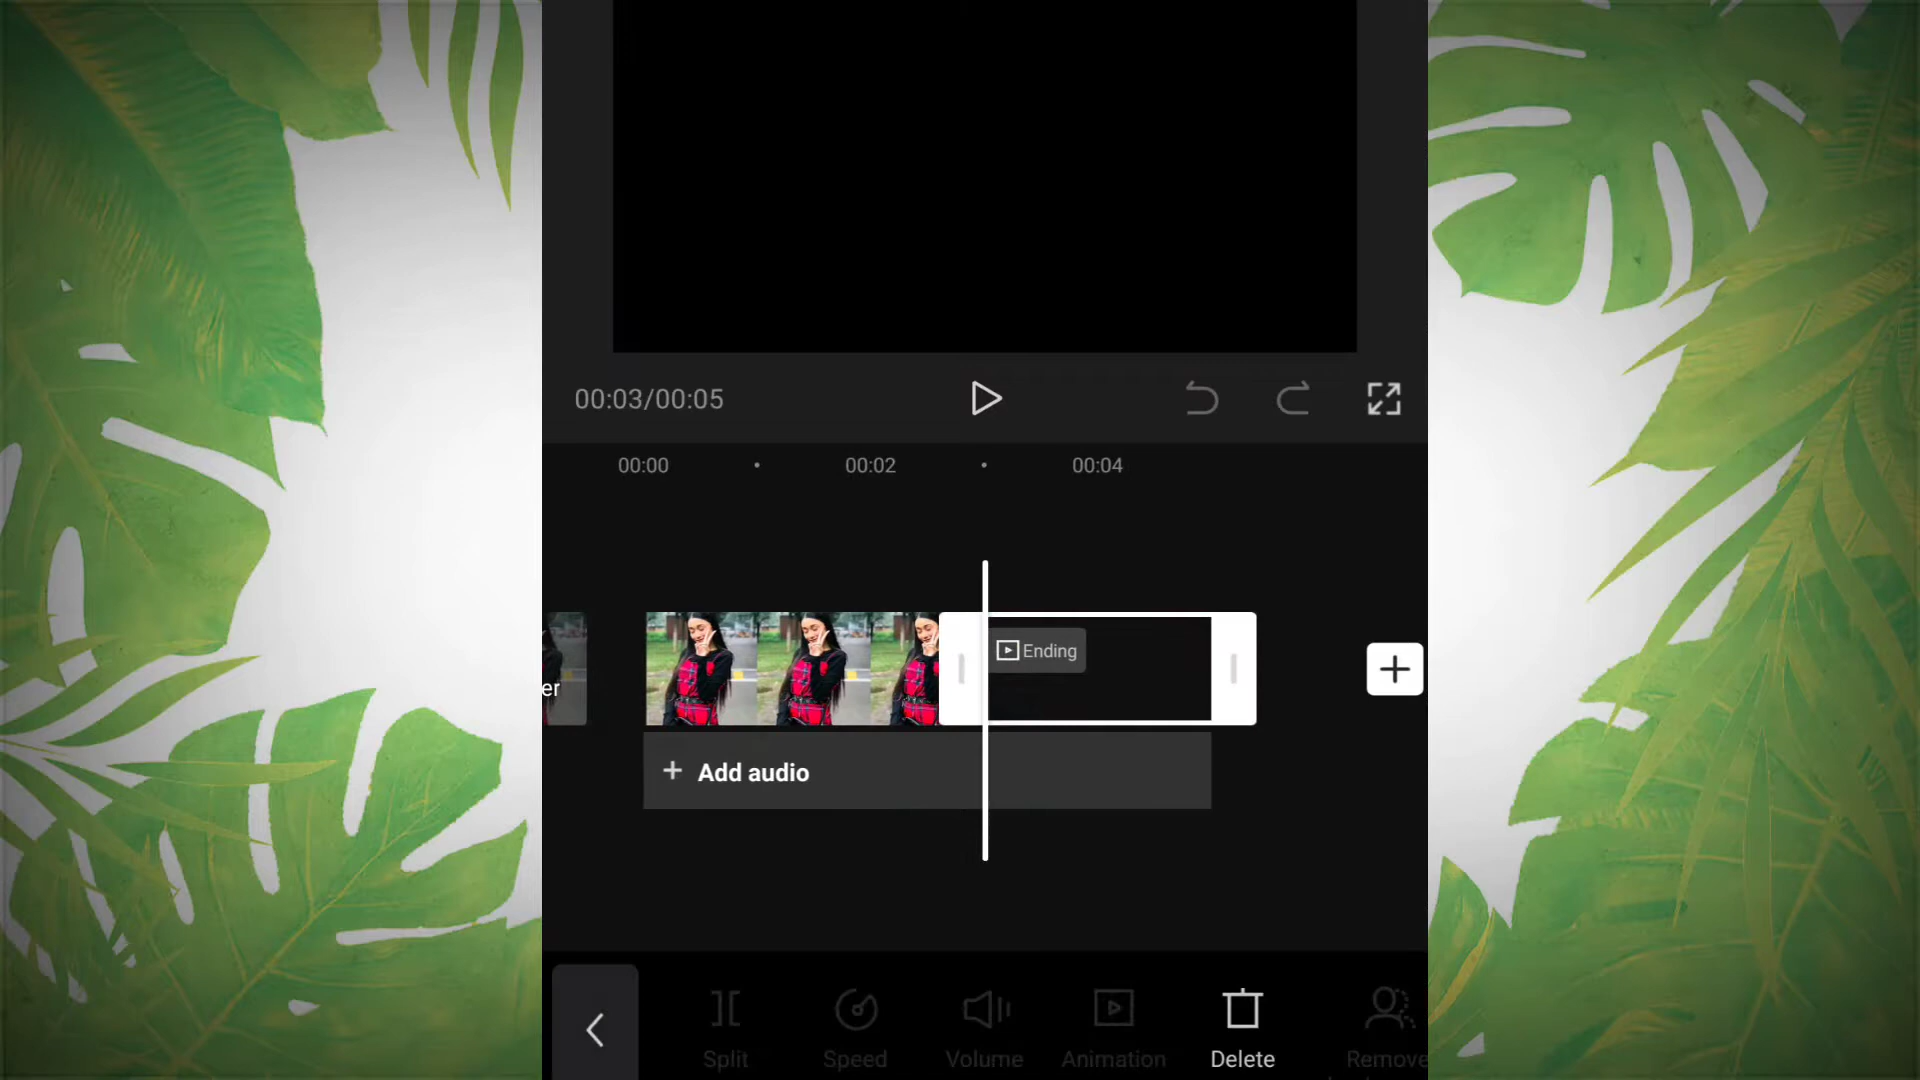 00:03/00:05
00:00
00:02
00:04
er
Ending
Add audio
Split
Speed
Volume
Animation
Delete
Remove